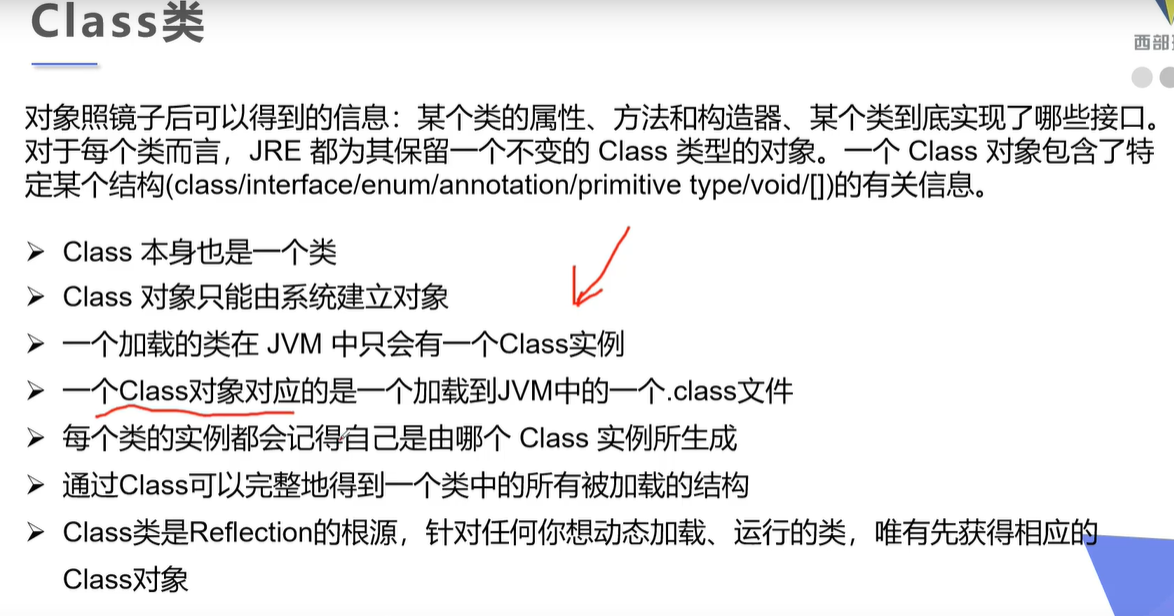 Class类
西部
对象照镜子后可以得到的信息：某个类的属性、方法和构造器、某个类到底实现了哪些接口。
对于每个类而言，JRE 都为其保留一个不变的 Class 类型的对象。一个 Class 对象包含了特
定某个结构(class/interface/enum/annotation/primitive type/void/[])的有关信息。
➢ Class 本身也是一个类
➢ Class 对象只能由系统建立对象
➢ 一个加载的类在 JVM 中只会有一个Class实例
➢ 一个Class对象对应的是一个加载到JVM中的一个.class文件
➢ 每个类的实例都会记得自己是由哪个 Class 实例所生成
➢ 通过Class可以完整地得到一个类中的所有被加载的结构
➢ Class类是Reflection的根源，针对任何你想动态加载、运行的类，唯有先获得相应的
Class对象